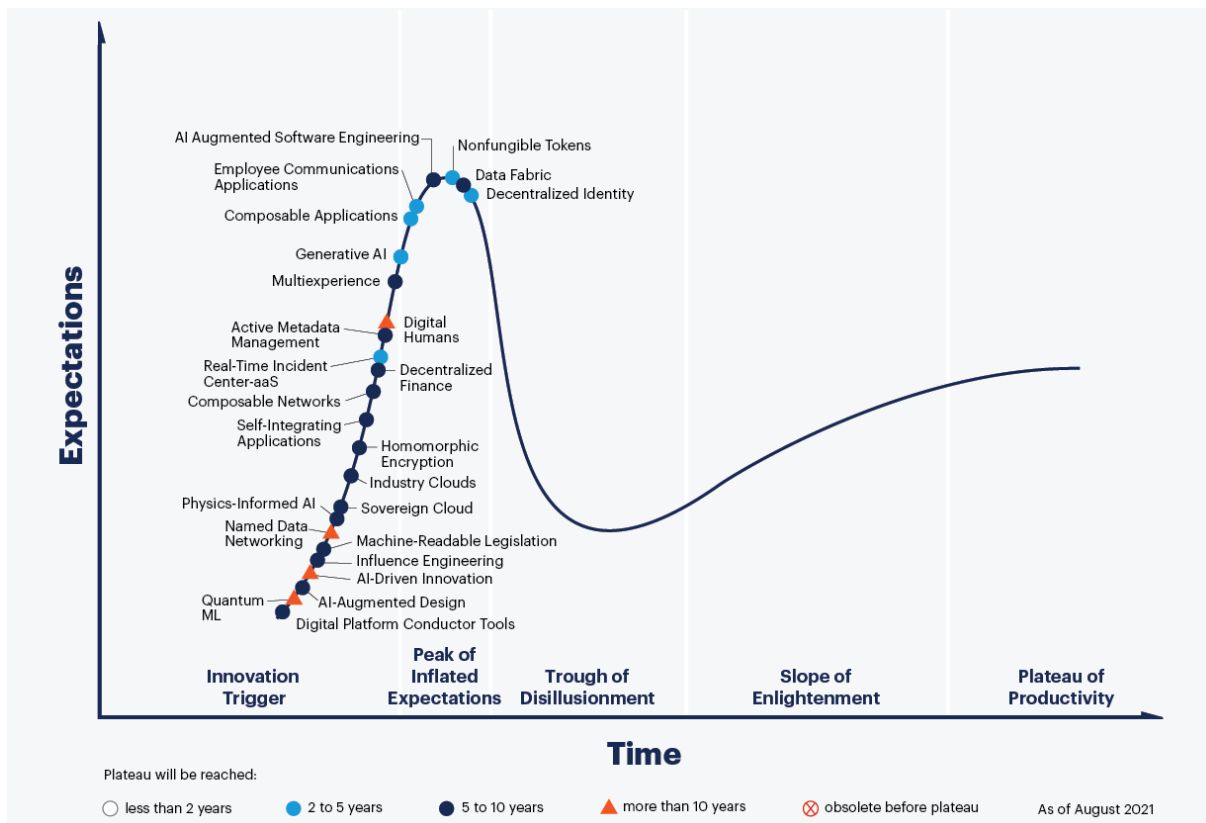 AI Augmented Software Engineering
Nonfungible Tokens
Employee Communications
Applications
Data Fabric
Decentralized Identity
Composable Applications
Generative AI
Multiexperience
Active Metadata
Management
Digital
Humans
Real-Time Incident
Center-aaS
Decentralized
Finance
Composable Networks
Self-Integrating
Applications
Homomorphic
Encryption
Industry Clouds
Physics-Informed AI
Sovereign Cloud
Named Data
Networking
Machine-Readable Legislation
Influence Engineering
AI-Driven Innovation
Quantum
ML
AI-Augmented Design
Digital Platform Conductor Tools
Expectations
Innovation
Trigger
Peak of
Inflated
Expectations
Trough of
Disillusionment
Slope of
Enlightenment
Plateau of
Productivity
Time
Plateau will be reached:
less than 2 years
2 to 5 years
5 to 10 years
more than 10 years
obsolete before plateau
As of August 2021